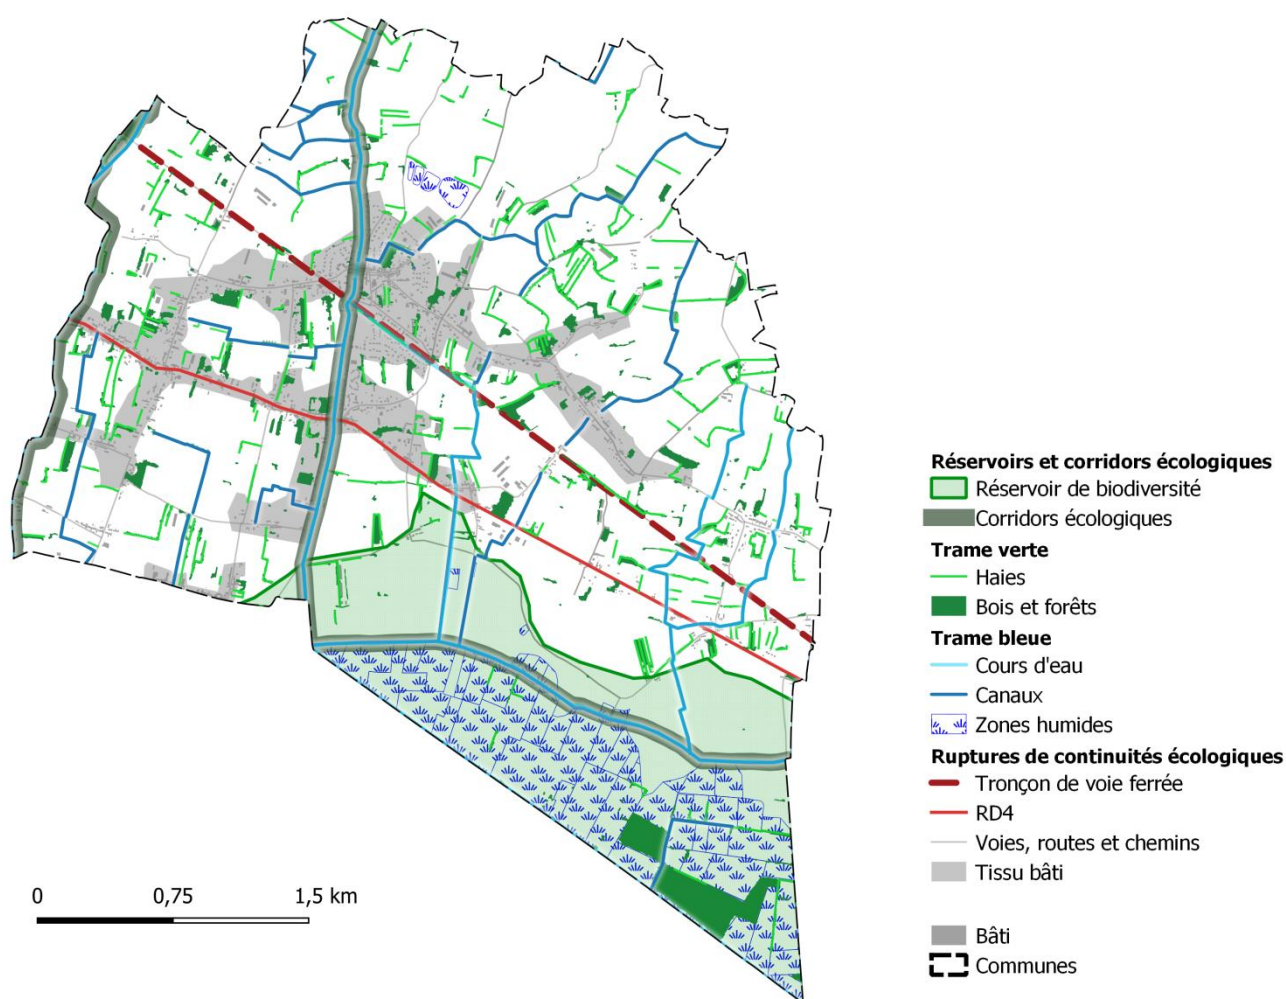 Réservoirs et corridors écologiques
Réservoir de biodiversité
Corridors écologiques
Trame verte
Haies
Bois et forêts
Trame bleue
Cours d'eau
Canaux
Zones humides
Ruptures de continuités écologiques
Tronçon de voie ferrée
RD4
Voies, routes et chemins
Tissu bâti
Bâti
Communes
0 0,75 1,5 km